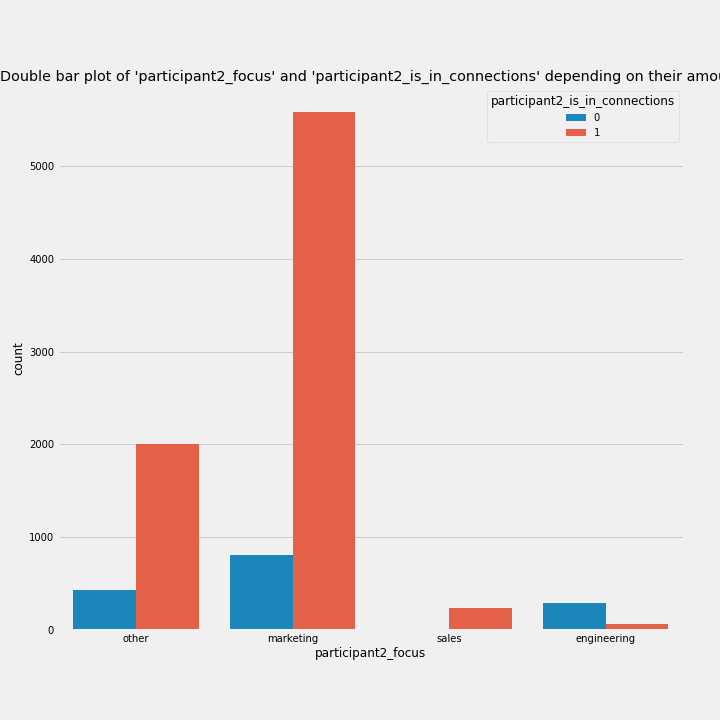 Double bar plot of 'participant2_focus' and 'participant2_is_in_connections' depending on their
participant2_is_in_connections
0
1
5000
4000
3000
2000
1000
0
count
other marketing sales engineering
participant2_focus